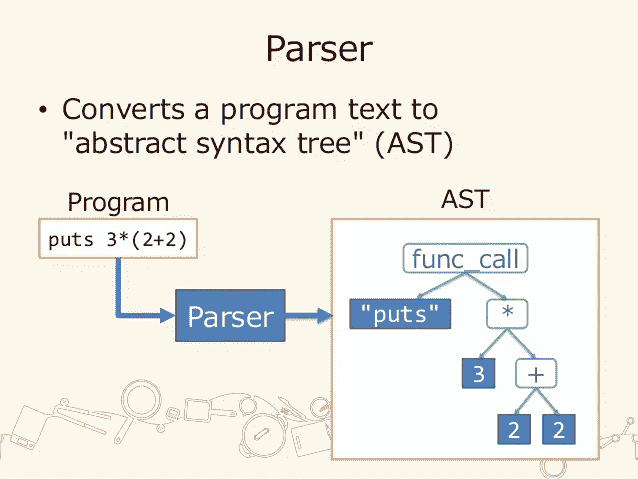 Parser
• Converts a program text to
"abstract syntax tree" (AST)
Program
puts 3*(2+2)
Parser
AST
func_call
"puts"
*
3
+
2
2